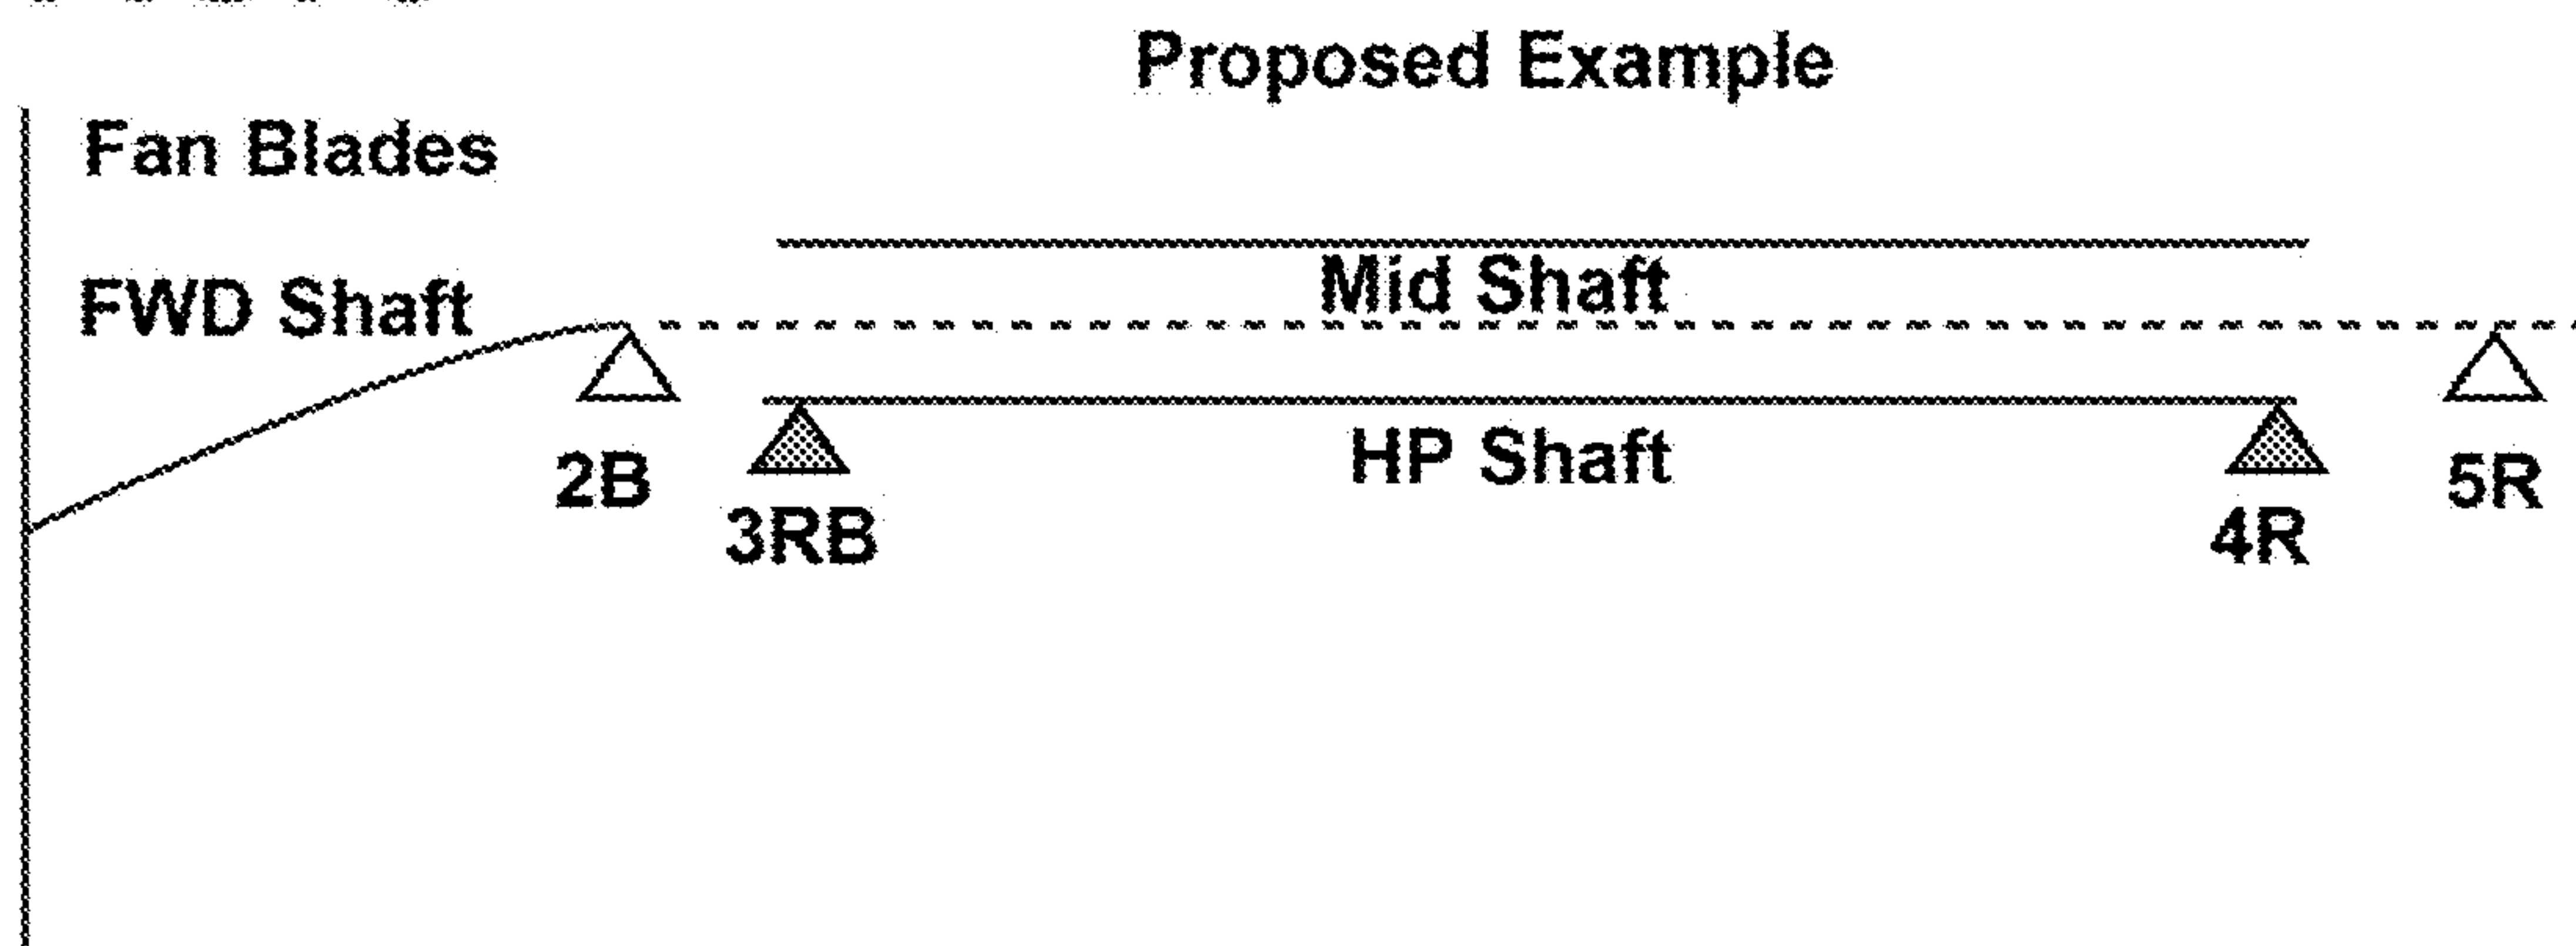 Proposed Example
Fan Blades
FWD Shaft
Mid Shaft
HP Shaft
2B
3RB
4R
5R